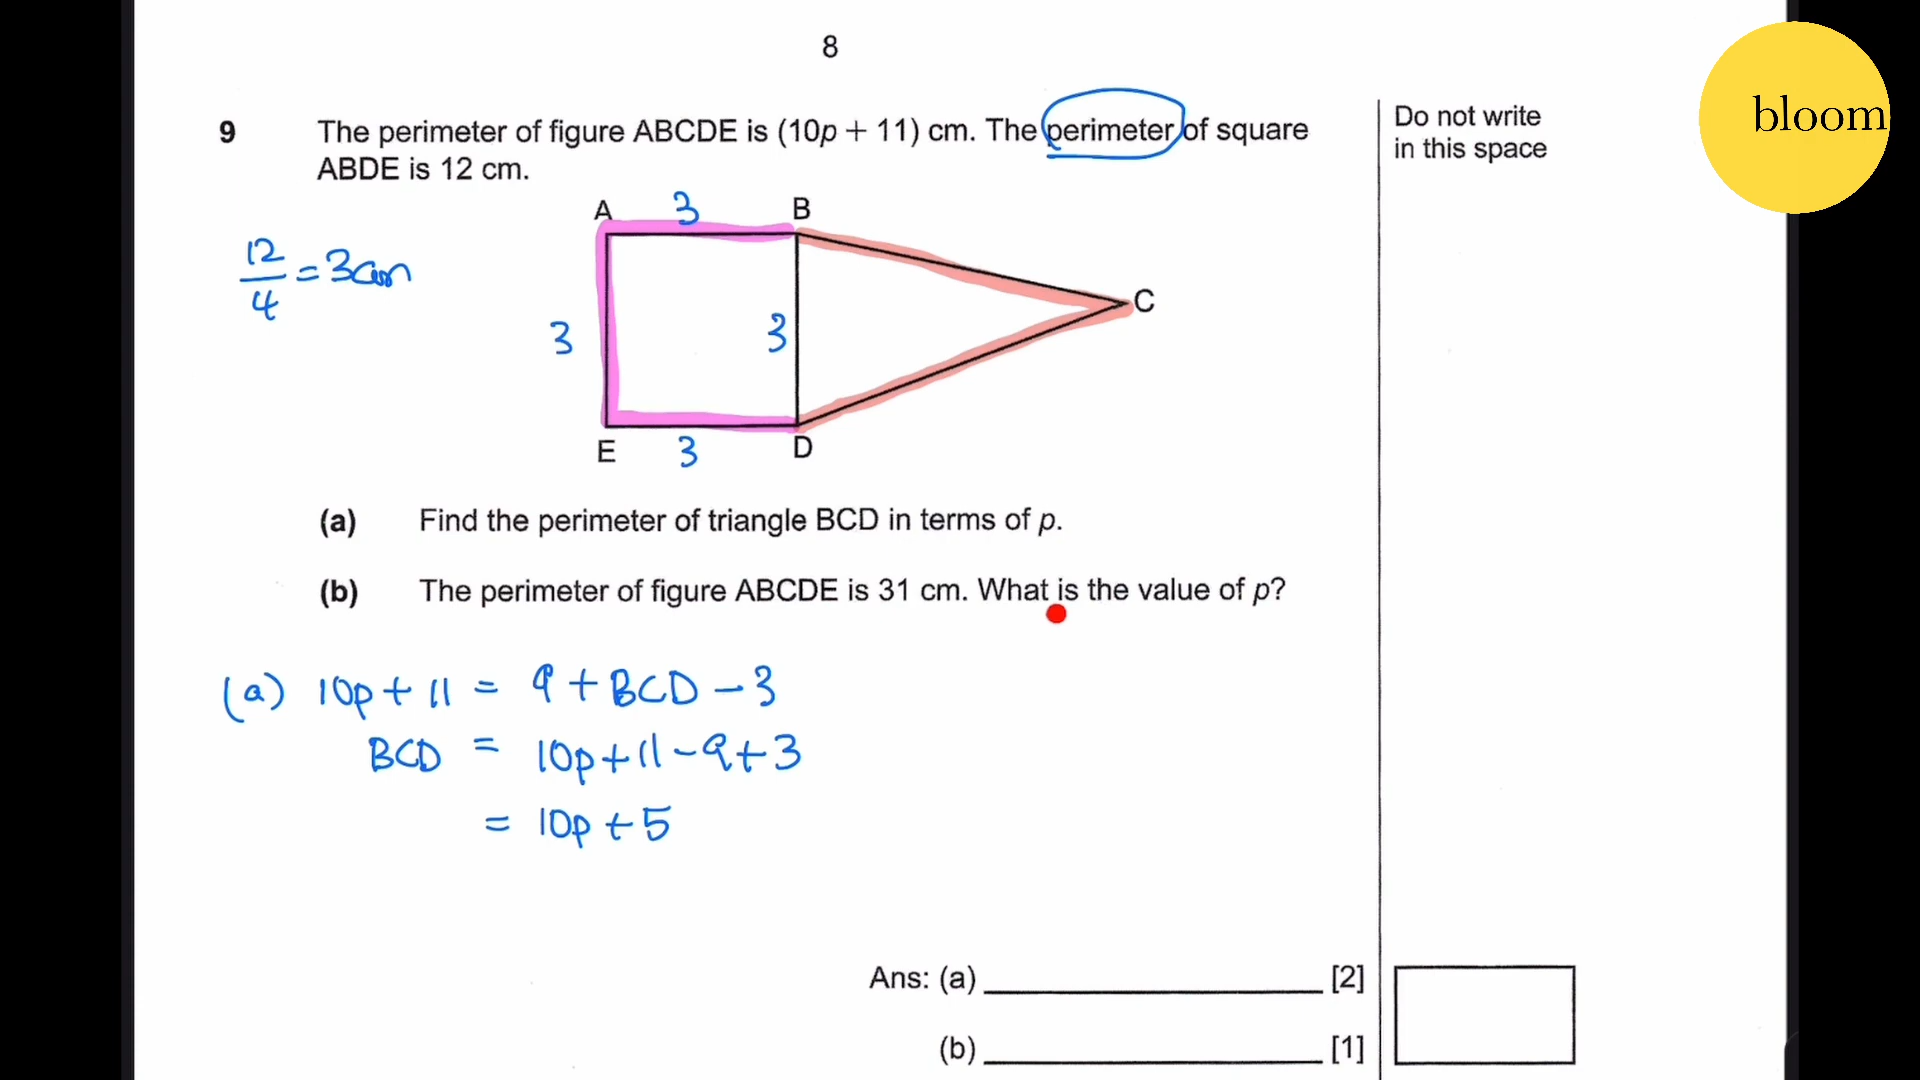 8
bloom
9 The perimeter of figure ABCDE is (10p + 11) cm. The perimeter of square
ABDE is 12 cm.
Do not write
in this space
A 3 B
12/4 = 3cm
C
3 3
E 3 D
(a) Find the perimeter of triangle BCD in terms of p.
(b) The perimeter of figure ABCDE is 31 cm. What is the value of p?
(a) 10p + 11 = 9 + BCD - 3
BCD = 10p + 11 - 9 + 3
= 10p + 5
Ans: (a) [2]
(b) [1]